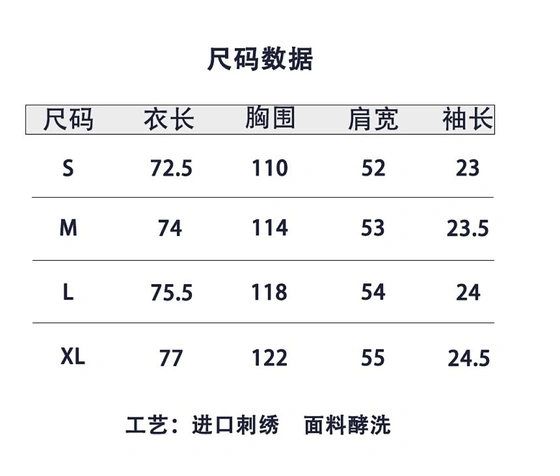 尺码数据
尺码 衣长 胸围 肩宽 袖长
S 72.5 110 52 23
M 74 114 53 23.5
L 75.5 118 54 24
XL 77 122 55 24.5
工艺：进口刺绣 面料酵洗